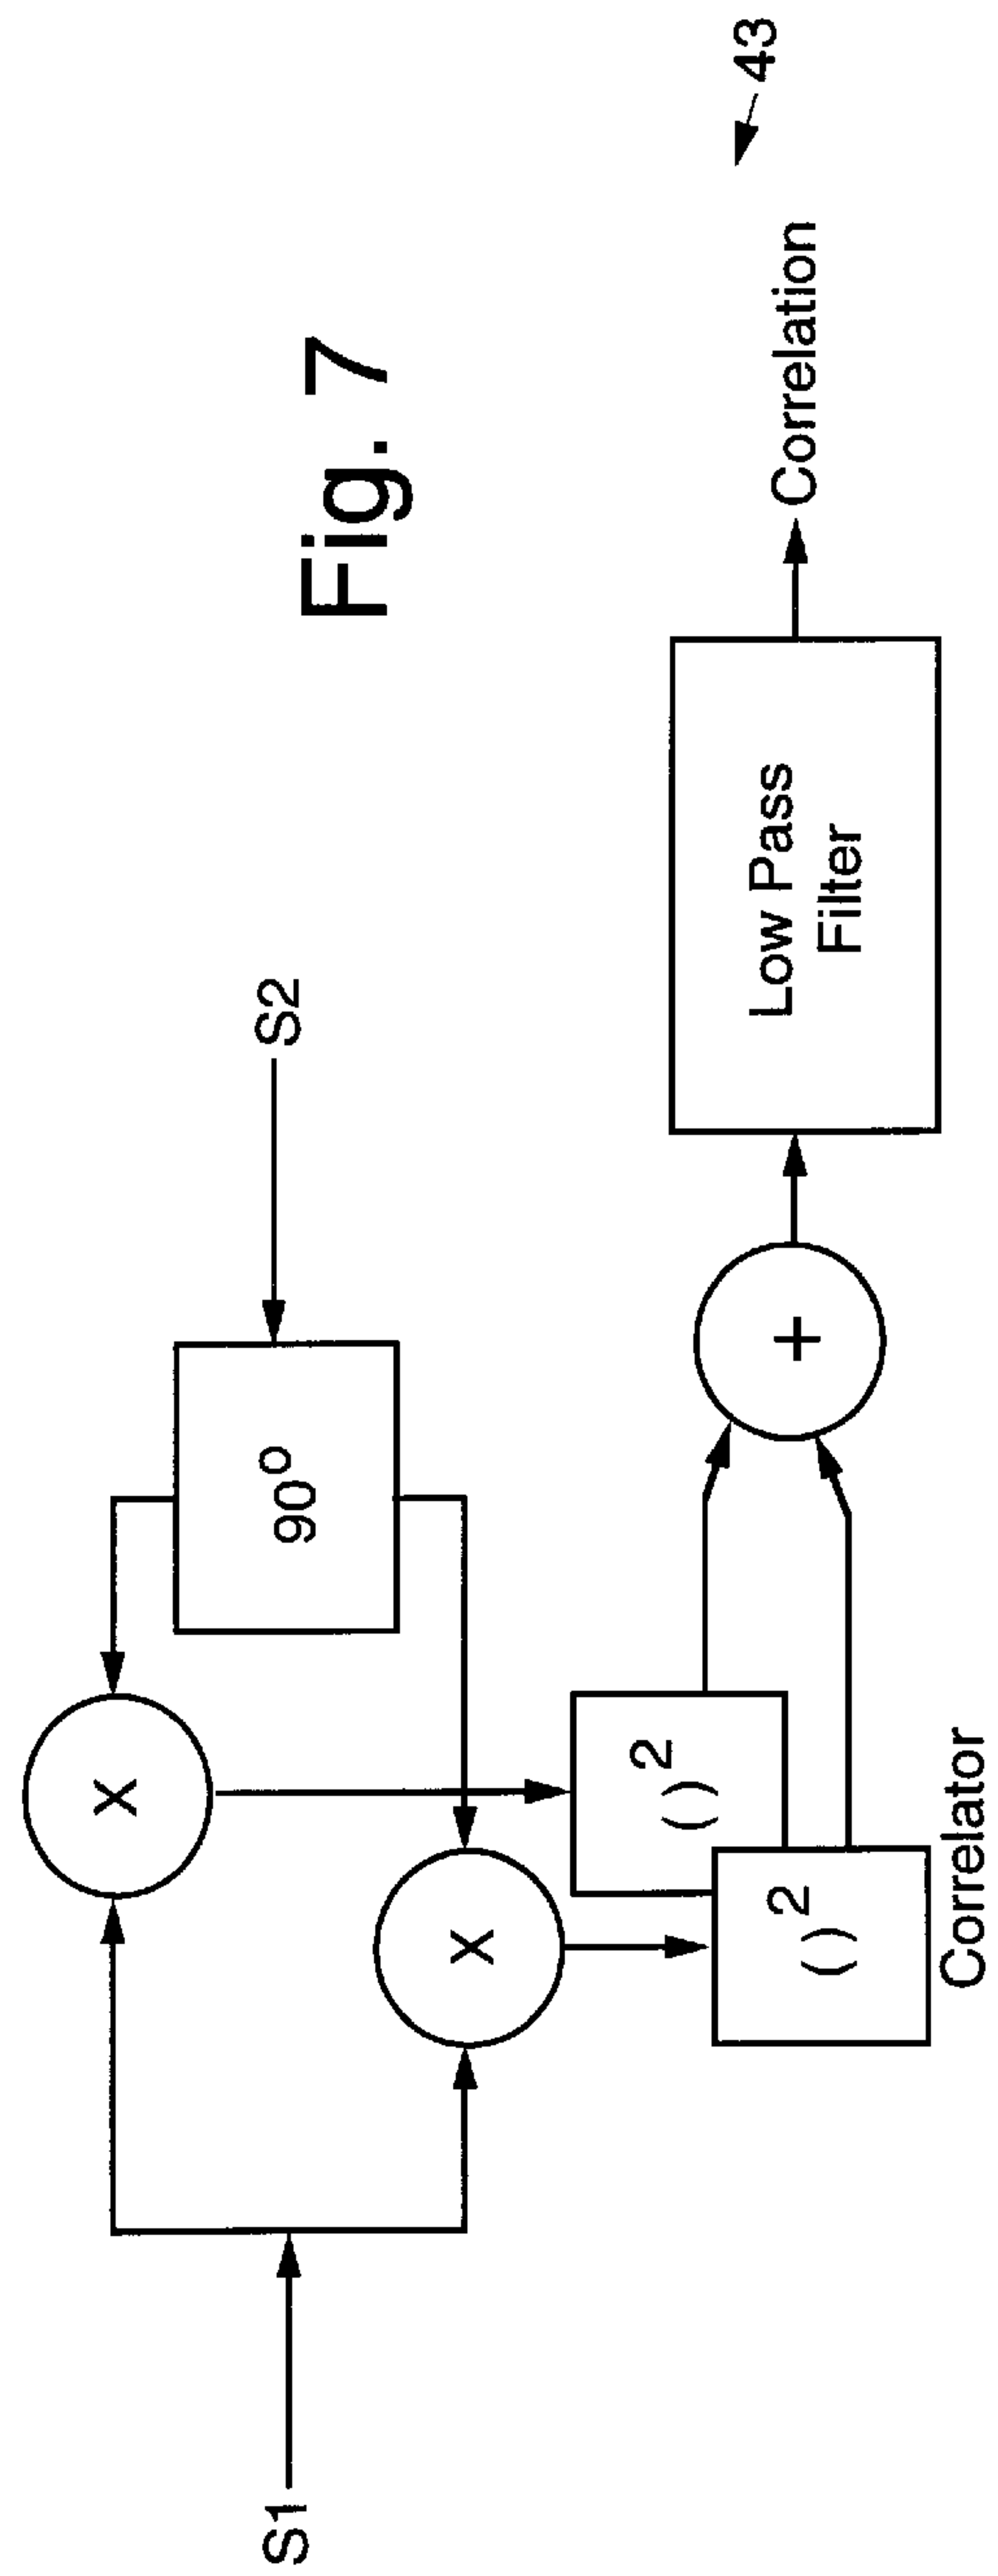 Fig. 7
43
S1
S2
X
X
90°
( )2
( )2
+
Low Pass
Filter
Correlation
Correlator